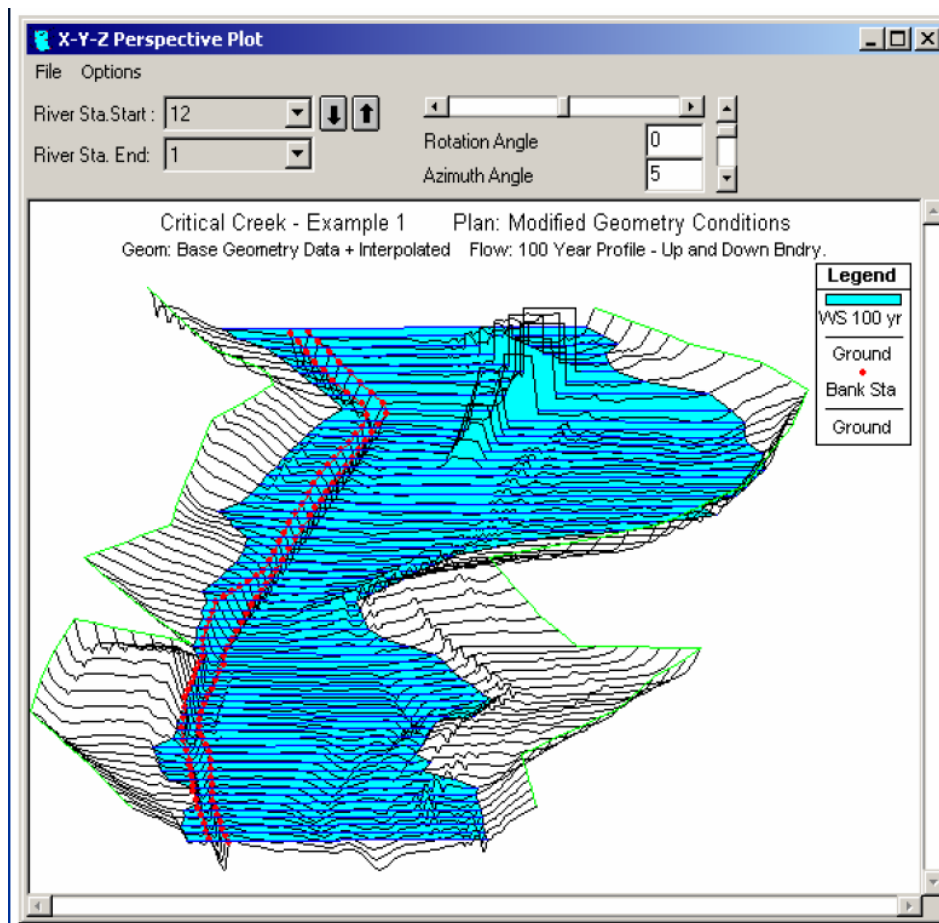 X-Y-Z Perspective Plot
File Options
River Sta.Start : 12
River Sta. End: 1
Rotation Angle 0
Azimuth Angle 5
Critical Creek - Example 1 Plan: Modified Geometry Conditions
Geom: Base Geometry Data + Interpolated Flow: 100 Year Profile - Up and Down Bndry.
Legend
WS 100 yr
Ground
Bank Sta
Ground